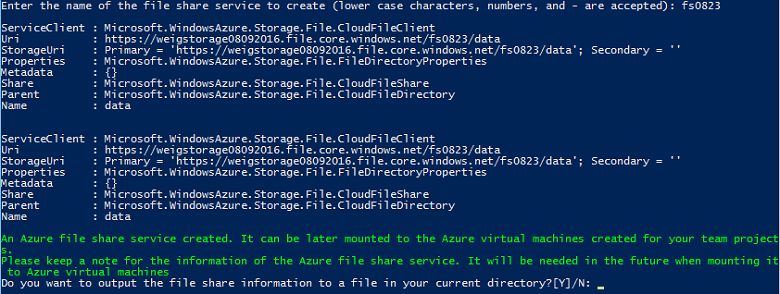 Enter the name of the file share service to create (lower case characters, numbers, and - are accepted): fs0823
ServiceClient : Microsoft.WindowsAzure.Storage.File.CloudFileClient
Uri : https://weigstorage08092016.file.core.windows.net/fs0823/data
StorageUri : Primary = 'https://weigstorage08092016.file.core.windows.net/fs0823/data'; Secondary = ''
Properties : Microsoft.WindowsAzure.Storage.File.FileDirectoryProperties
Metadata : {}
Share : Microsoft.WindowsAzure.Storage.File.CloudFileShare
Parent : Microsoft.WindowsAzure.Storage.File.CloudFileDirectory
Name : data
ServiceClient : Microsoft.WindowsAzure.Storage.File.CloudFileClient
Uri : https://weigstorage08092016.file.core.windows.net/fs0823/data
StorageUri : Primary = 'https://weigstorage08092016.file.core.windows.net/fs0823/data'; Secondary = ''
Properties : Microsoft.WindowsAzure.Storage.File.FileDirectoryProperties
Metadata : {}
Share : Microsoft.WindowsAzure.Storage.File.CloudFileShare
Parent : Microsoft.WindowsAzure.Storage.File.CloudFileDirectory
Name : data
An Azure file share service created. It can be later mounted to the Azure virtual machines created for your team project
s.
Please keep a note for the information of the Azure file share service. It will be needed in the future when mounting it
 to Azure virtual machines
Do you want to output the file share information to a file in your current directory?[Y]/N: